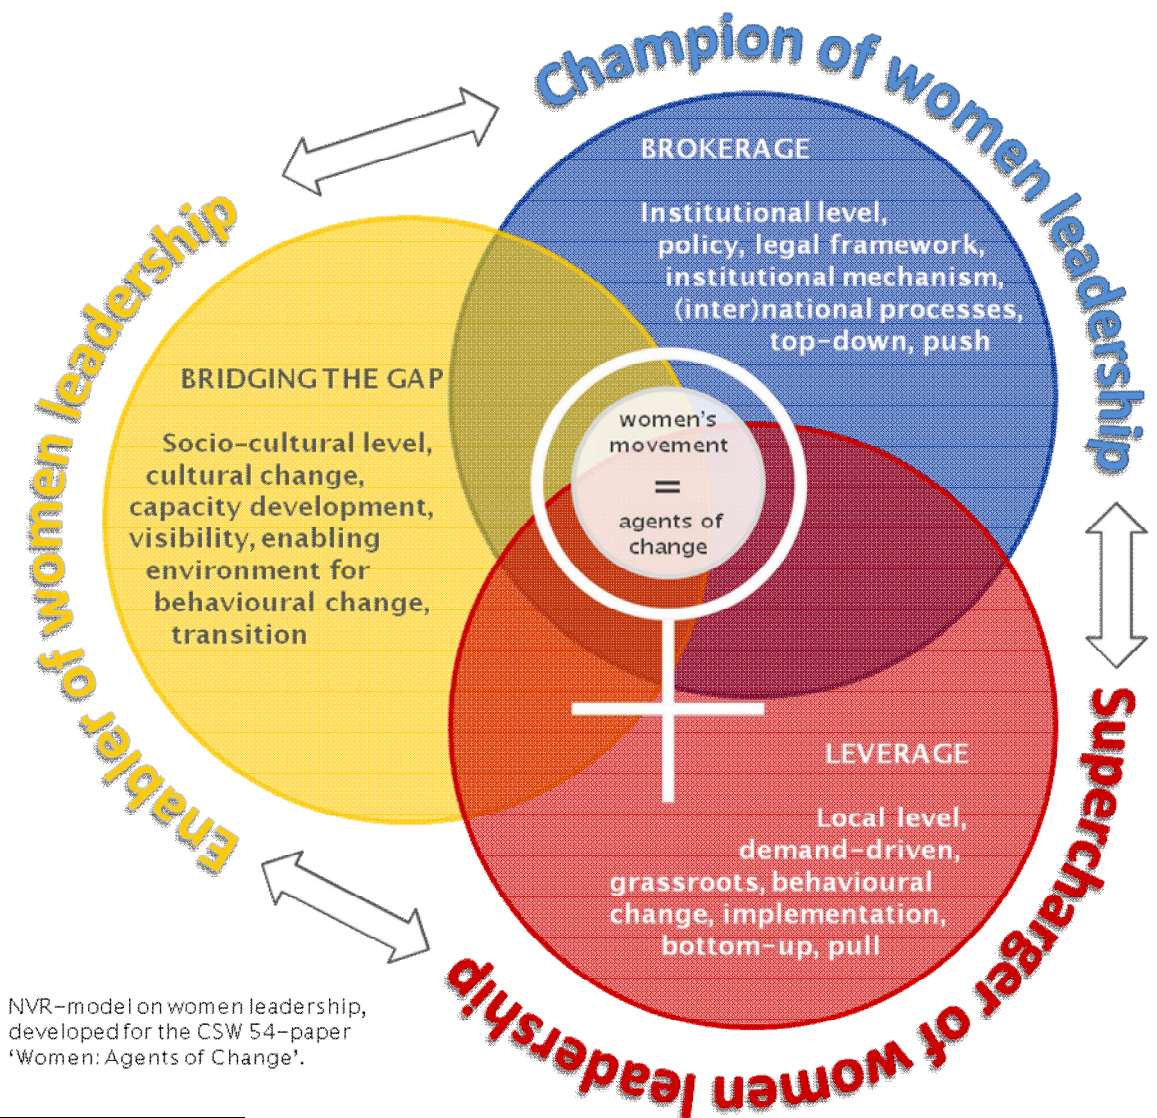 Champion of women leadership
BROKERAGE
Institutional level,
policy, legal framework,
institutional mechanism,
(inter)national processes,
top-down, push
Enabler of women leadership
BRIDGING THE GAP
Socio-cultural level,
cultural change,
capacity development,
visibility, enabling
environment for
behavioural change,
transition
women's
movement
=
agents of
change
Supercharger of women leadership
LEVERAGE
Local level,
demand-driven,
grassroots, behavioural
change, implementation,
bottom-up, pull
NVR-model on women leadership,
developed for the CSW 54-paper
‘Women: Agents of Change’.